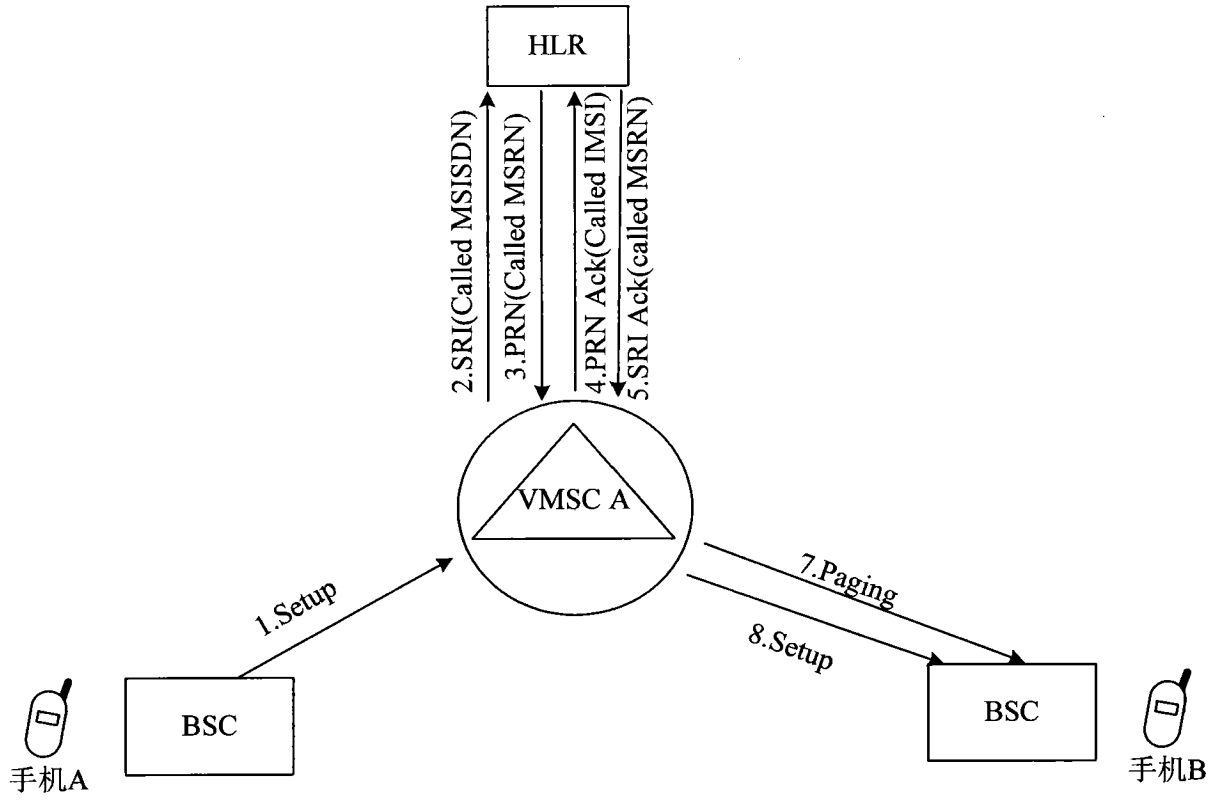 HLR
2.SRI(Called MSISDN)
3.PRN(Called MSRN)
4.PRN Ack(Called IMSI)
5.SRI Ack(called MSRN)
VMSC A
1.Setup
7.Paging
8.Setup
BSC
BSC
手机A
手机B